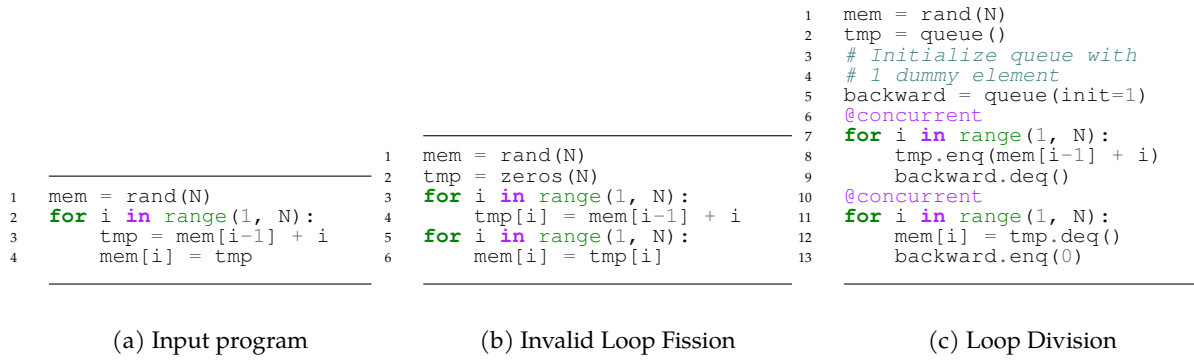 1 mem = rand(N)
2 for i in range(1, N):
3     tmp = mem[i-1] + i
4     mem[i] = tmp
(a) Input program
1 mem = rand(N)
2 tmp = zeros(N)
3 for i in range(1, N):
4     tmp[i] = mem[i-1] + i
5 for i in range(1, N):
6     mem[i] = tmp[i]
(b) Invalid Loop Fission
1 mem = rand(N)
2 tmp = queue()
3 # Initialize queue with
4 # 1 dummy element
5 backward = queue(init=1)
6 @concurrent
7 for i in range(1, N):
8     tmp.enq(mem[i-1] + i)
9     backward.deq()
10 @concurrent
11 for i in range(1, N):
12     mem[i] = tmp.deq()
13     backward.enq(0)
(c) Loop Division